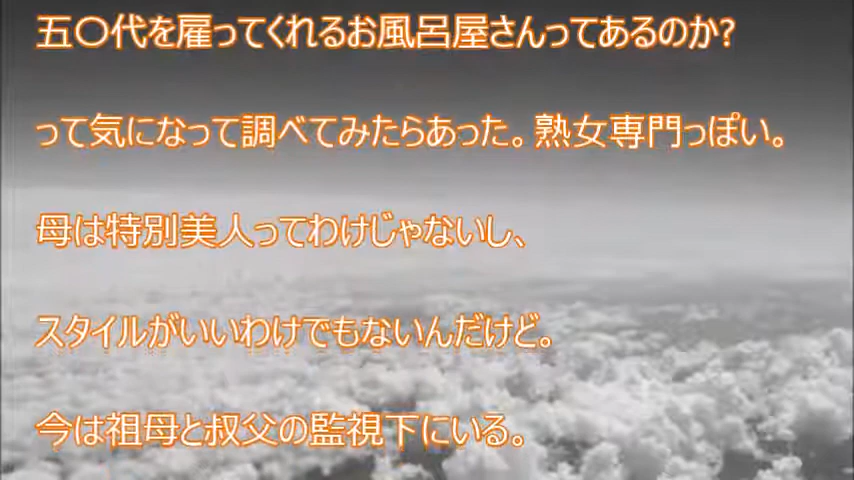 五〇代を雇ってくれるお風呂屋さんってあるのか?
って気になって調べてみたらあった。熟女専門っぽい。
母は特別美人ってわけじゃないし、
スタイルがいいわけでもないんだけど。
今は祖母と叔父の監視下にいる。